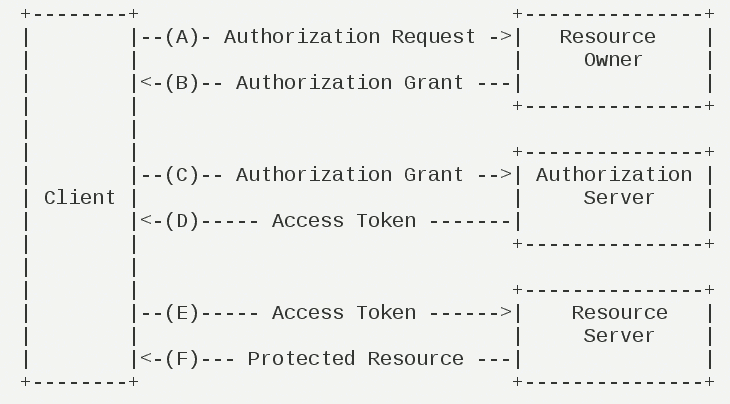 +--------+                               +---------------+
|        |--(A)- Authorization Request ->|   Resource    |
|        |                               |     Owner     |
|        |<-(B)-- Authorization Grant ---|               |
|        |                               +---------------+
|        |
|        |                               +---------------+
|        |--(C)-- Authorization Grant -->| Authorization |
| Client |                               |     Server    |
|        |<-(D)----- Access Token -------|               |
|        |                               +---------------+
|        |
|        |                               +---------------+
|        |--(E)----- Access Token ------>|    Resource   |
|        |                               |     Server    |
|        |<-(F)--- Protected Resource ---|               |
+--------+                               +---------------+